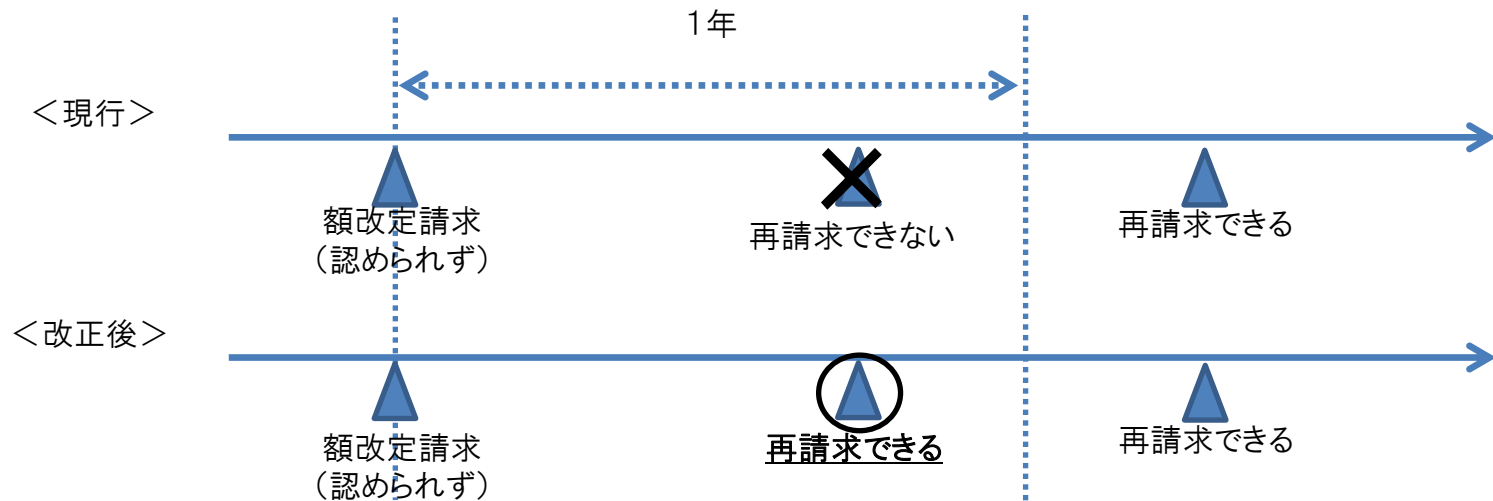 1年
＜現行＞
額改定請求
（認められず）
再請求できない
再請求できる
＜改正後＞
額改定請求
（認められず）
再請求できる
再請求できる